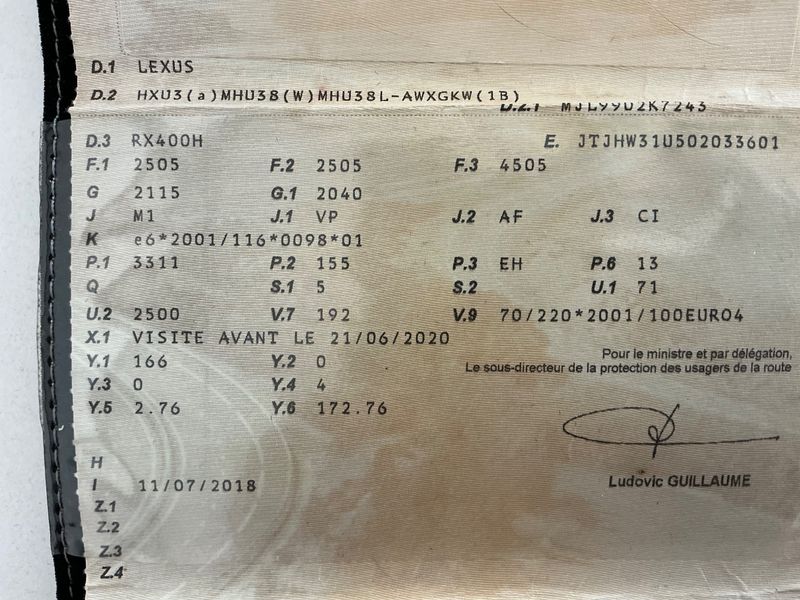 D.1 LEXUS
D.2 HXU3(a)MHU38(W)MHU38L-AWXGKW(1B)
D.2.1 MJL99U2K7243
D.3 RX400H E. JTJHW31U502033601
F.1 2505 F.2 2505 F.3 4505
G 2115 G.1 2040
J M1 J.1 VP J.2 AF J.3 CI
K e6*2001/116*0098*01
P.1 3311 P.2 155 P.3 EH P.6 13
Q S.1 5 S.2 U.1 71
U.2 2500 V.7 192 V.9 70/220*2001/100EURO4
X.1 VISITE AVANT LE 21/06/2020
Y.1 166 Y.2 0
Pour le ministre et par délégation,
Le sous-directeur de la protection des usagers de la route
Y.3 0 Y.4 4
Y.5 2.76 Y.6 172.76
H
I 11/07/2018
Ludovic GUILLAUME
Z.1
Z.2
Z.3
Z.4